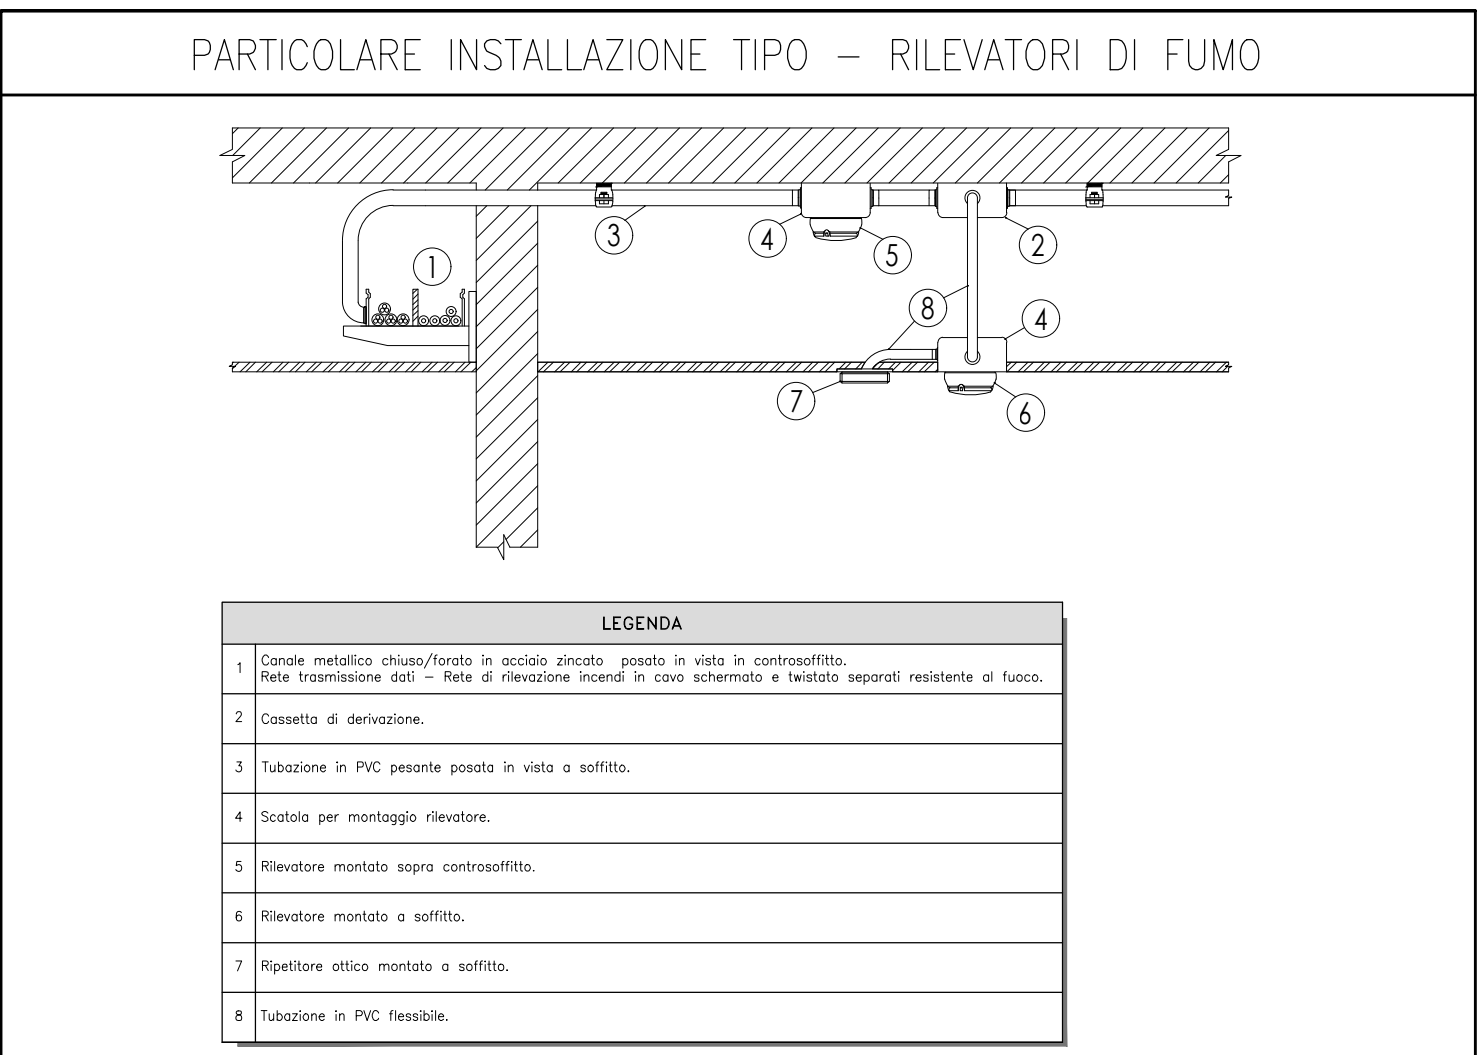 PARTICOLARE INSTALLAZIONE TIPO – RILEVATORI DI FUMO
1
3
4
5
2
8
4
7
6
LEGENDA
1 Canale metallico chiuso/forato in acciaio zincato posato in vista in controsoffitto.
Rete trasmissione dati – Rete di rilevazione incendi in cavo schermato e twistato separati resistente al fuoco.
2 Cassetta di derivazione.
3 Tubazione in PVC pesante posata in vista a soffitto.
4 Scatola per montaggio rilevatore.
5 Rilevatore montato sopra controsoffitto.
6 Rilevatore montato a soffitto.
7 Ripetitore ottico montato a soffitto.
8 Tubazione in PVC flessibile.